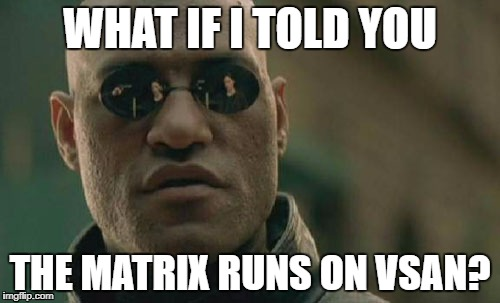 WHAT IF I TOLD YOU
THE MATRIX RUNS ON VSAN?
imgflip.com